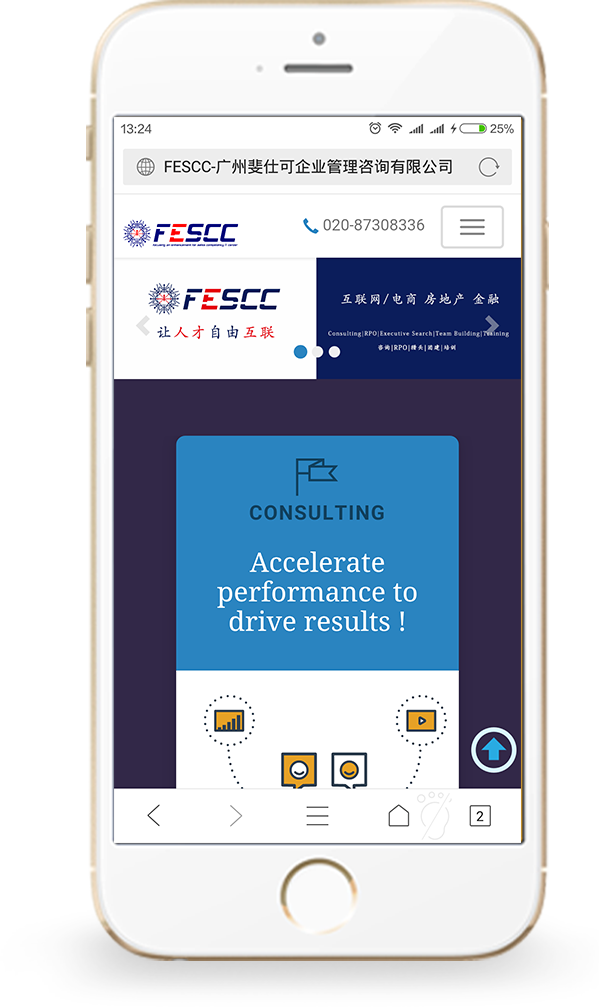 13:24
25%
FESCC-广州斐仕可企业管理咨询有限公司
FESCC
020-87308336
FESCC
让人才自由互联
互联网/电商 房地产 金融
Consulting|RPO|Executive Search|Team Building|Training
咨询|RPO|猎头|团建|培训
CONSULTING
Accelerate
performance to
drive results !
2